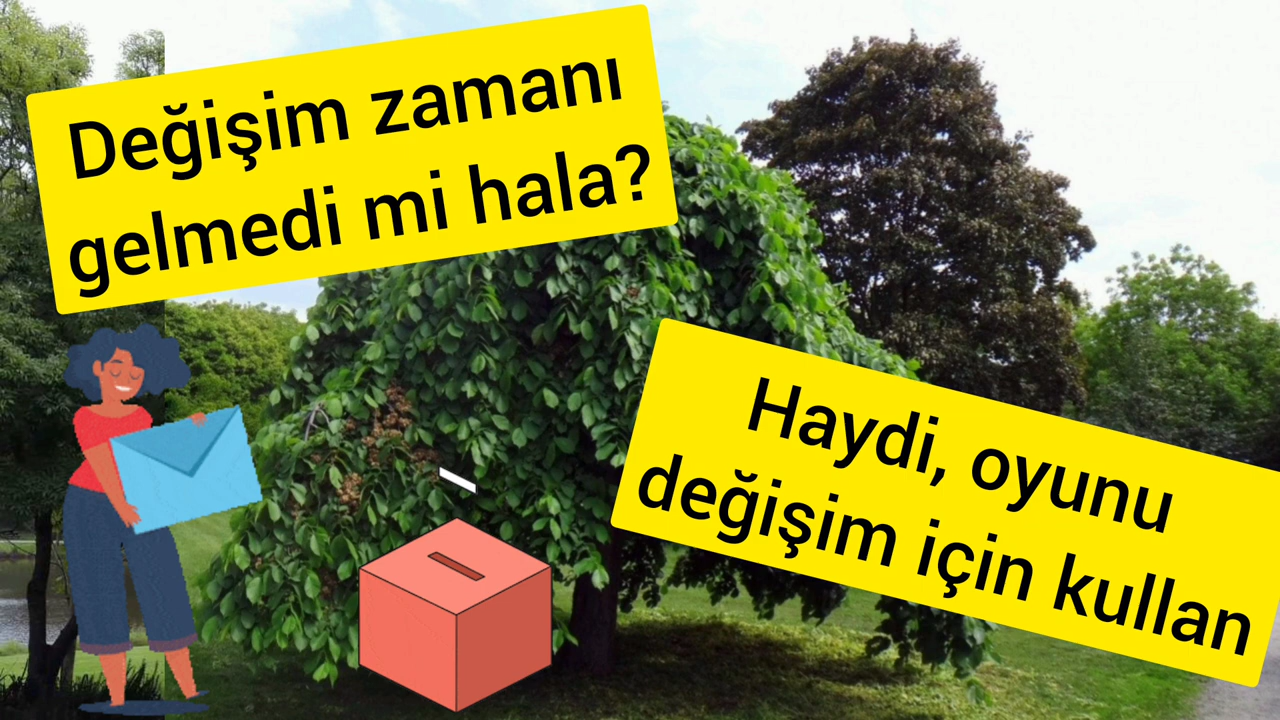 Değişim zamanı
gelmedi mi hala?
Haydi, oyunu
değişim için kullan